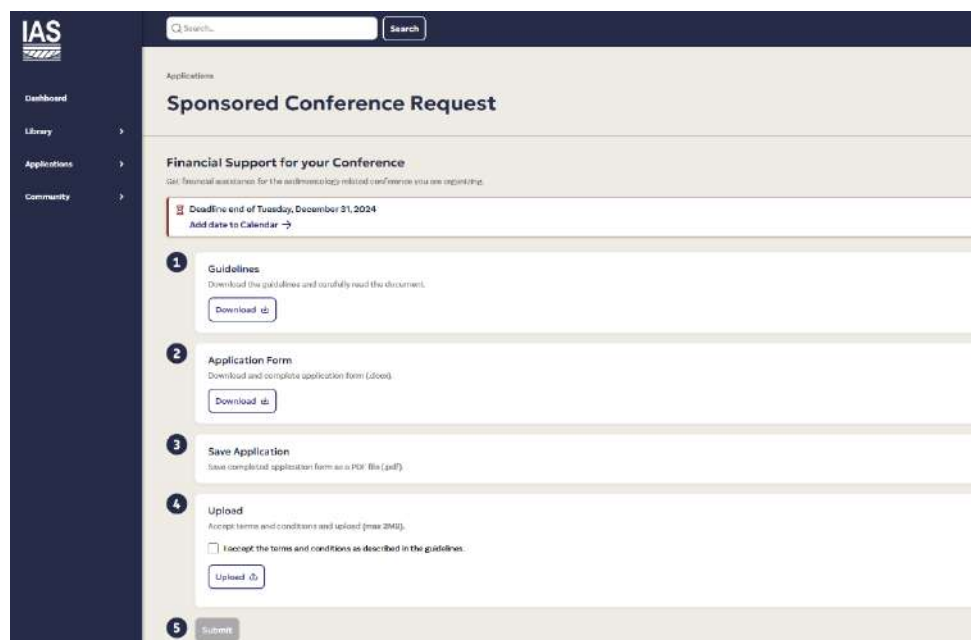 IAS
Search...
Search
Dashboard
Library
Applications
Community
Applications
Sponsored Conference Request
Financial Support for your Conference
Get financial assistance for the sedimentology related conference you are organizing.
Deadline end of Tuesday, December 31, 2024
Add date to Calendar →
1
Guidelines
Download the guidelines and carefully read the document.
Download
2
Application Form
Download and complete application form (.docx).
Download
3
Save Application
Save completed application form as a PDF file (.pdf)
4
Upload
Accept terms and conditions and upload (max 2MB).
I accept the terms and conditions as described in the guidelines.
Upload
5
Submit